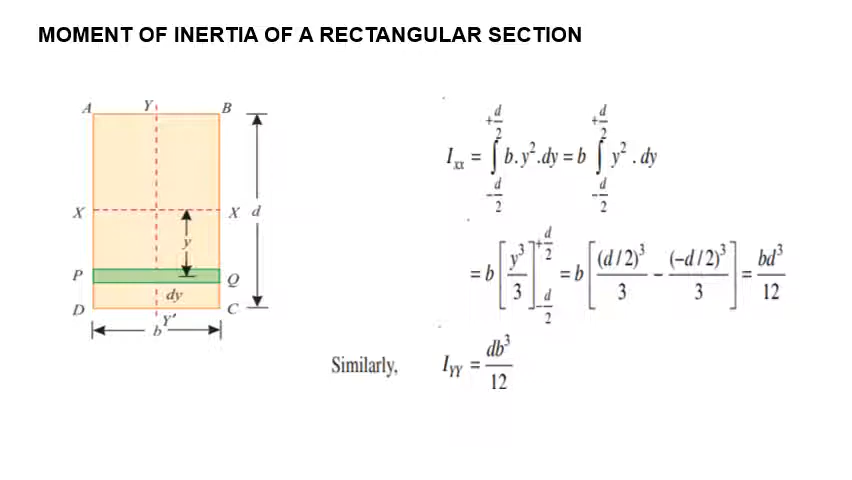 MOMENT OF INERTIA OF A RECTANGULAR SECTION
A Y B
X X d
y
P Q
dy
D Y' C
b
I_xx = ∫_{-d/2}^{+d/2} b.y².dy = b ∫_{-d/2}^{+d/2} y² . dy
= b [y³/3]_{-d/2}^{+d/2} = b [(d/2)³/3 - (-d/2)³/3] = bd³/12
Similarly, I_YY = db³/12